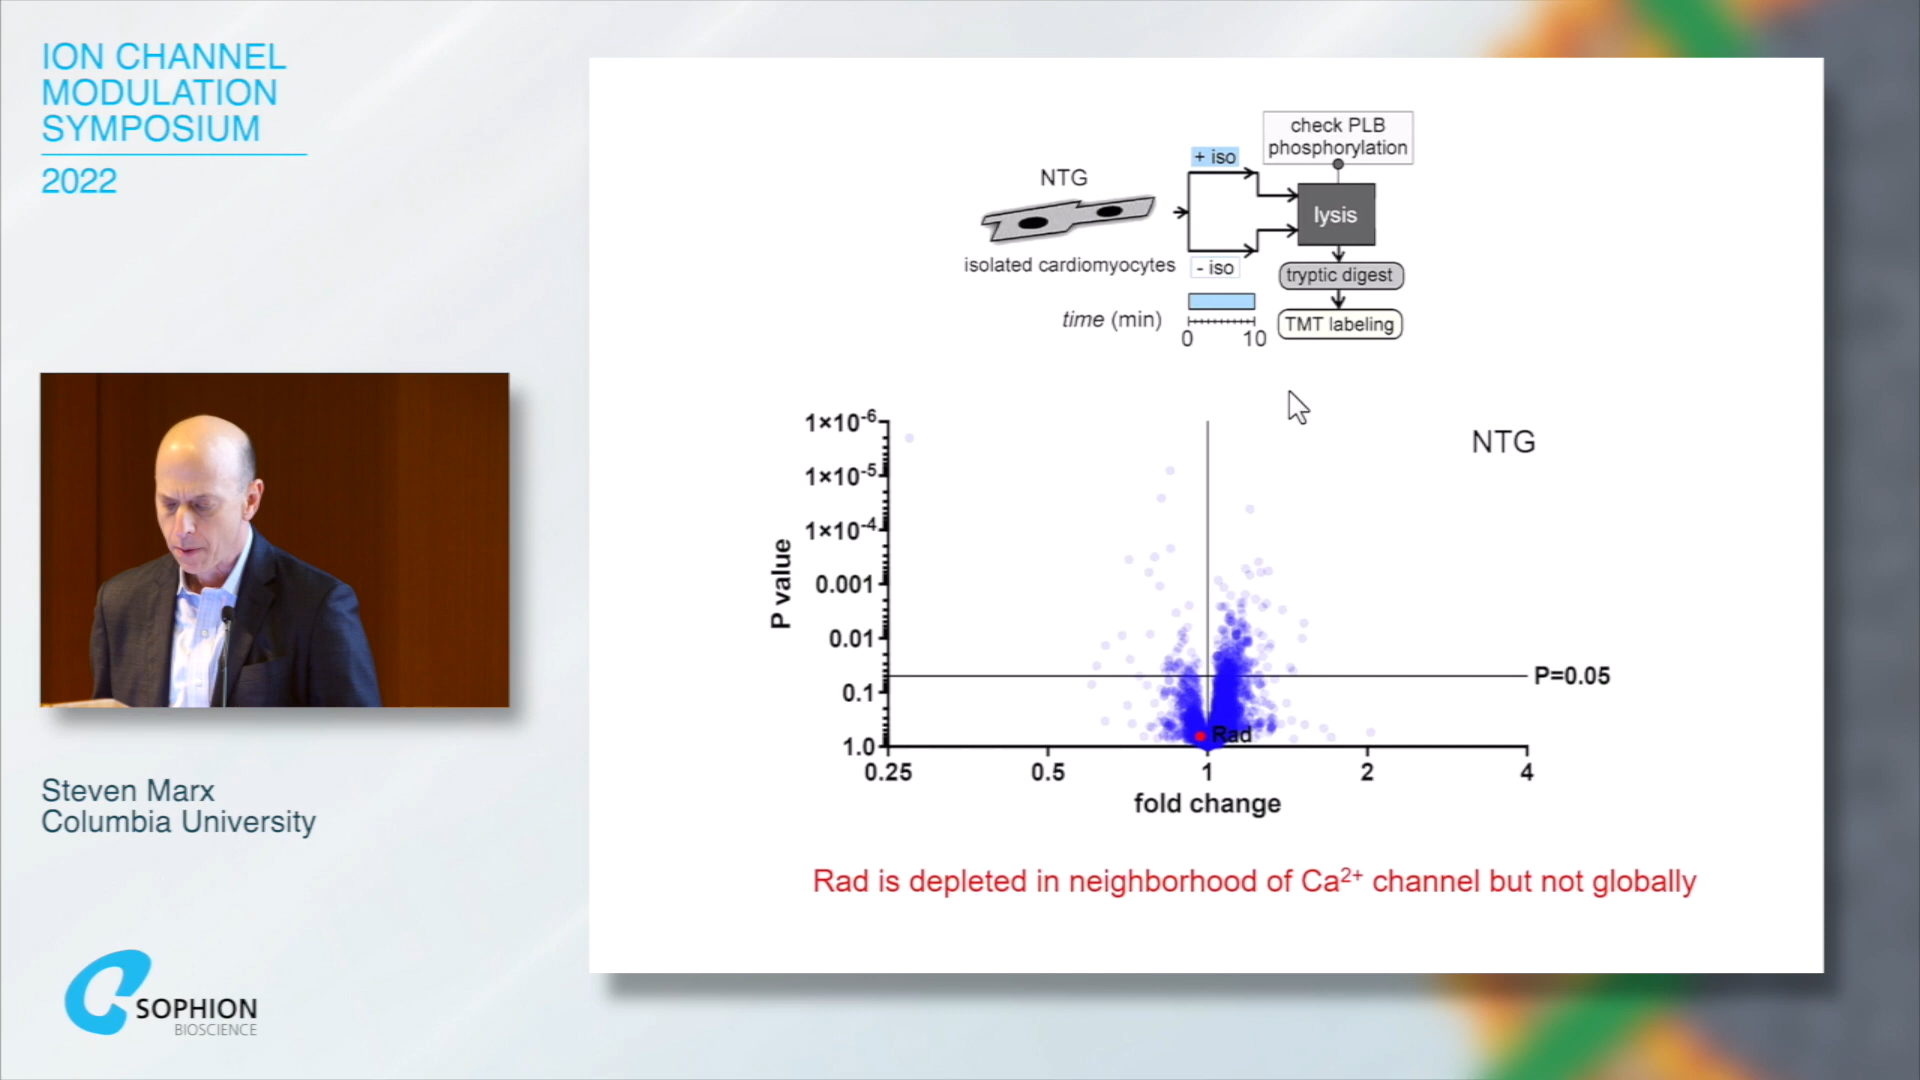 ION CHANNEL
MODULATION
SYMPOSIUM
2022
Steven Marx
Columbia University
SOPHION
BIOSCIENCE
check PLB
phosphorylation
+ iso
NTG
lysis
isolated cardiomyocytes
- iso
tryptic digest
time (min)
TMT labeling
0
10
NTG
P value
1×10-6
1×10-5
1×10-4
0.001
0.01
0.1
1.0
P=0.05
Rad
0.25
0.5
1
2
4
fold change
Rad is depleted in neighborhood of Ca2+ channel but not globally